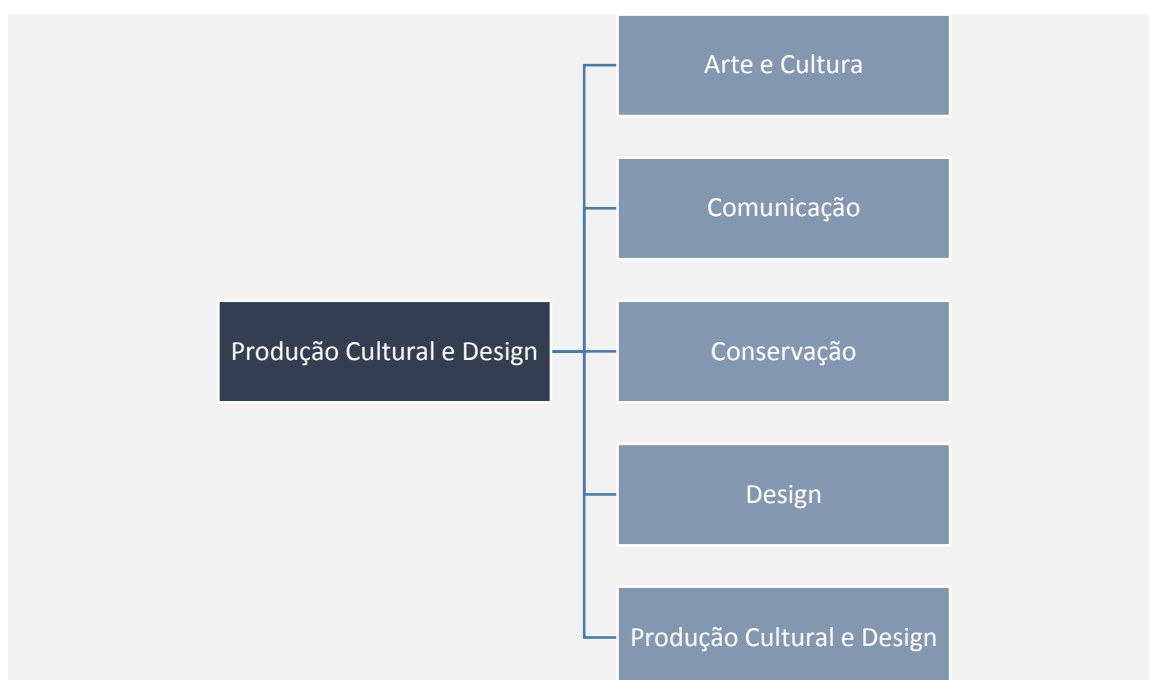 Arte e Cultura
Comunicação
Produção Cultural e Design
Conservação
Design
Produção Cultural e Design